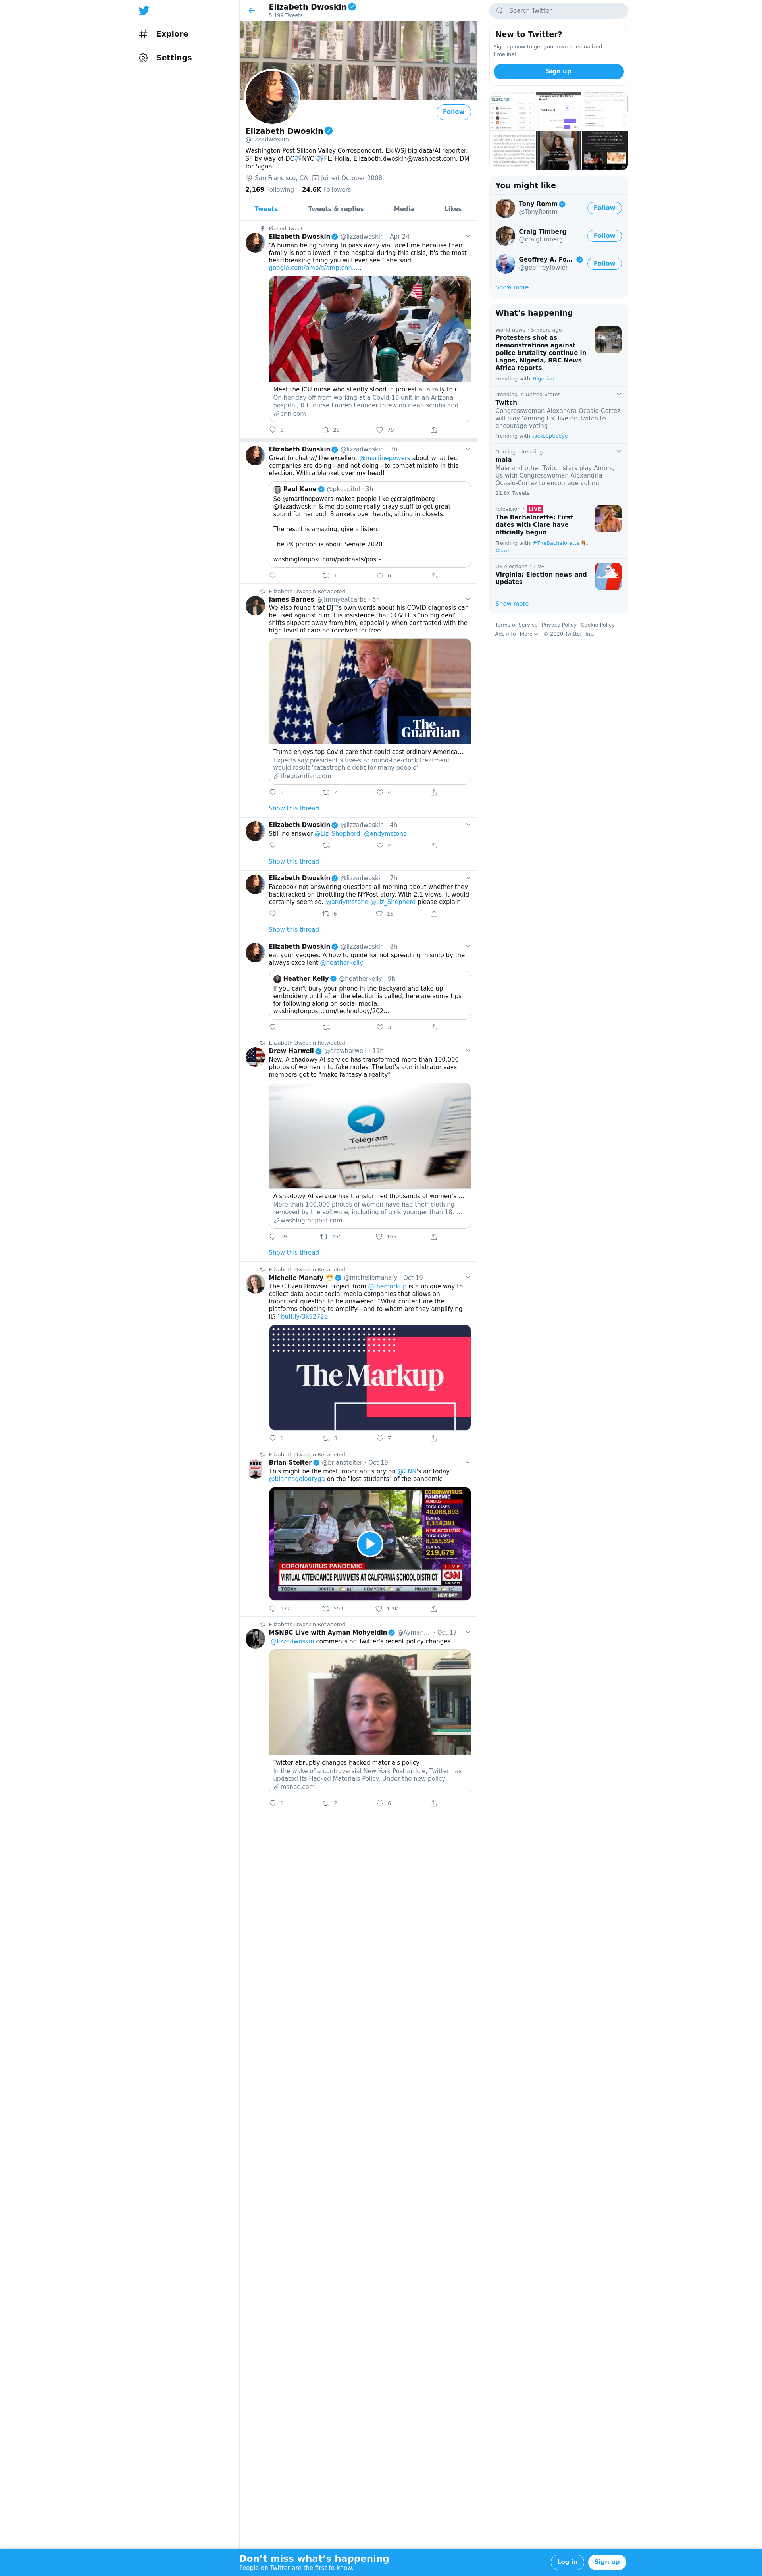 Explore
Settings
Elizabeth Dwoskin
5,199 Tweets
Follow
Elizabeth Dwoskin
@lizzadwoskin
Washington Post Silicon Valley Correspondent. Ex-WSJ big data/AI reporter.
SF by way of DC✈️NYC ✈️FL. Holla: Elizabeth.dwoskin@washpost.com. DM
for Signal.
San Francisco, CA Joined October 2008
2,169 Following 24.6K Followers
Tweets Tweets & replies Media Likes
Pinned Tweet
Elizabeth Dwoskin @lizzadwoskin · Apr 24
“A human being having to pass away via FaceTime because their
family is not allowed in the hospital during this crisis, it's the most
heartbreaking thing you will ever see,” she said
google.com/amp/s/amp.cnn.…
Meet the ICU nurse who silently stood in protest at a rally to r…
On her day off from working at a Covid-19 unit in an Arizona
hospital, ICU nurse Lauren Leander threw on clean scrubs and …
cnn.com
8 28 79
Elizabeth Dwoskin @lizzadwoskin · 3h
Great to chat w/ the excellent @martinepowers about what tech
companies are doing - and not doing - to combat misinfo in this
election. With a blanket over my head!
Paul Kane @pkcapitol · 3h
So @martinepowers makes people like @craigtimberg
@lizzadwoskin & me do some really crazy stuff to get great
sound for her pod. Blankets over heads, sitting in closets.
The result is amazing, give a listen.
The PK portion is about Senate 2020.
washingtonpost.com/podcasts/post-…
1 6
Elizabeth Dwoskin Retweeted
James Barnes @jimmyeatcarbs · 5h
We also found that DJT’s own words about his COVID diagnosis can
be used against him. His insistence that COVID is “no big deal”
shifts support away from him, especially when contrasted with the
high level of care he received for free.
The
Guardian
Trump enjoys top Covid care that could cost ordinary America…
Experts say president’s five-star round-the-clock treatment
would result ‘catastrophic debt for many people’
theguardian.com
1 2 4
Show this thread
Elizabeth Dwoskin @lizzadwoskin · 4h
Still no answer @Liz_Shepherd @andymstone
2
Show this thread
Elizabeth Dwoskin @lizzadwoskin · 7h
Facebook not answering questions all morning about whether they
backtracked on throttling the NYPost story. With 2.1 views, it would
certainly seem so. @andymstone @Liz_Shepherd please explain
6 15
Show this thread
Elizabeth Dwoskin @lizzadwoskin · 8h
eat your veggies. A how to guide for not spreading misinfo by the
always excellent @heatherkelly
Heather Kelly @heatherkelly · 9h
If you can't bury your phone in the backyard and take up
embroidery until after the election is called, here are some tips
for following along on social media.
washingtonpost.com/technology/202…
3
Elizabeth Dwoskin Retweeted
Drew Harwell @drewharwell · 11h
New: A shadowy AI service has transformed more than 100,000
photos of women into fake nudes. The bot's administrator says
members get to "make fantasy a reality"
Telegram
a new era of messaging
A shadowy AI service has transformed thousands of women’s …
More than 100,000 photos of women have had their clothing
removed by the software, including of girls younger than 18. …
washingtonpost.com
19 250 165
Show this thread
Elizabeth Dwoskin Retweeted
Michelle Manafy 😷 @michellemanafy · Oct 19
The Citizen Browser Project from @themarkup is a unique way to
collect data about social media companies that allows an
important question to be answered: “What content are the
platforms choosing to amplify—and to whom are they amplifying
it?” buff.ly/3k9272e
The Markup
1 8 7
Elizabeth Dwoskin Retweeted
Brian Stelter @brianstelter · Oct 19
This might be the most important story on @CNN's air today:
@biannagolodryga on the "lost students" of the pandemic
CORONAVIRUS
PANDEMIC
GLOBALLY
TOTAL CASES
40,088,893
DEATHS
1,114,391
IN THE UNITED STATES
TOTAL CASES
8,155,894
DEATHS
219,679
LIVE
CNN
CORONAVIRUS PANDEMIC
VIRTUAL ATTENDANCE PLUMMETS AT CALIFORNIA SCHOOL DISTRICT
TODAY BOSTON NEW YORK PHILADELPHIA
NEW DAY
177 559 1.2K
Elizabeth Dwoskin Retweeted
MSNBC Live with Ayman Mohyeldin @Ayman… · Oct 17
.@lizzadwoskin comments on Twitter's recent policy changes.
Twitter abruptly changes hacked materials policy
In the wake of a controversial New York Post article, Twitter has
updated its Hacked Materials Policy. Under the new policy, …
msnbc.com
1 2 6
Search Twitter
New to Twitter?
Sign up now to get your own personalized
timeline!
Sign up
You might like
Tony Romm
@TonyRomm
Follow
Craig Timberg
@craigtimberg
Follow
Geoffrey A. Fo…
@geoffreyfowler
Follow
Show more
What’s happening
World news · 5 hours ago
Protesters shot as
demonstrations against
police brutality continue in
Lagos, Nigeria, BBC News
Africa reports
Trending with Nigerian
Trending in United States
Twitch
Congresswoman Alexandra Ocasio-Cortez
will play ‘Among Us’ live on Twitch to
encourage voting
Trending with jacksepticeye
Gaming · Trending
maia
Maia and other Twitch stars play Among
Us with Congresswoman Alexandria
Ocasio-Cortez to encourage voting
21.8K Tweets
Television · LIVE
The Bachelorette: First
dates with Clare have
officially begun
Trending with #TheBachelorette,
Clare
US elections · LIVE
Virginia: Election news and
updates
Show more
Terms of Service Privacy Policy Cookie Policy
Ads info More © 2020 Twitter, Inc.
Don’t miss what’s happening
People on Twitter are the first to know.
Log in Sign up